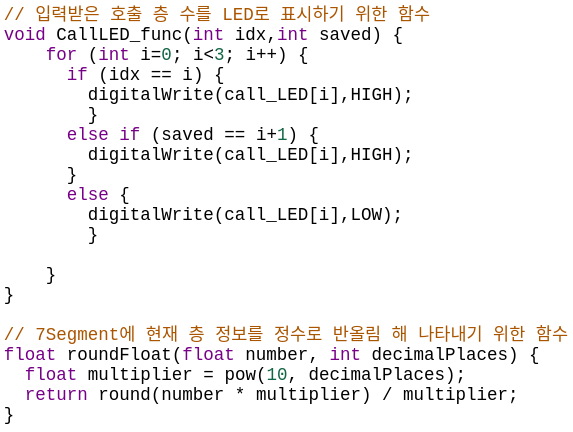 // 입력받은 호출 층 수를 LED로 표시하기 위한 함수
void CallLED_func(int idx,int saved) {
    for (int i=0; i<3; i++) {
      if (idx == i) {
        digitalWrite(call_LED[i],HIGH);
        }
      else if (saved == i+1) {
        digitalWrite(call_LED[i],HIGH);
      }
      else {
        digitalWrite(call_LED[i],LOW);
        }

    }
}

// 7Segment에 현재 층 정보를 정수로 반올림 해 나타내기 위한 함수
float roundFloat(float number, int decimalPlaces) {
  float multiplier = pow(10, decimalPlaces);
  return round(number * multiplier) / multiplier;
}